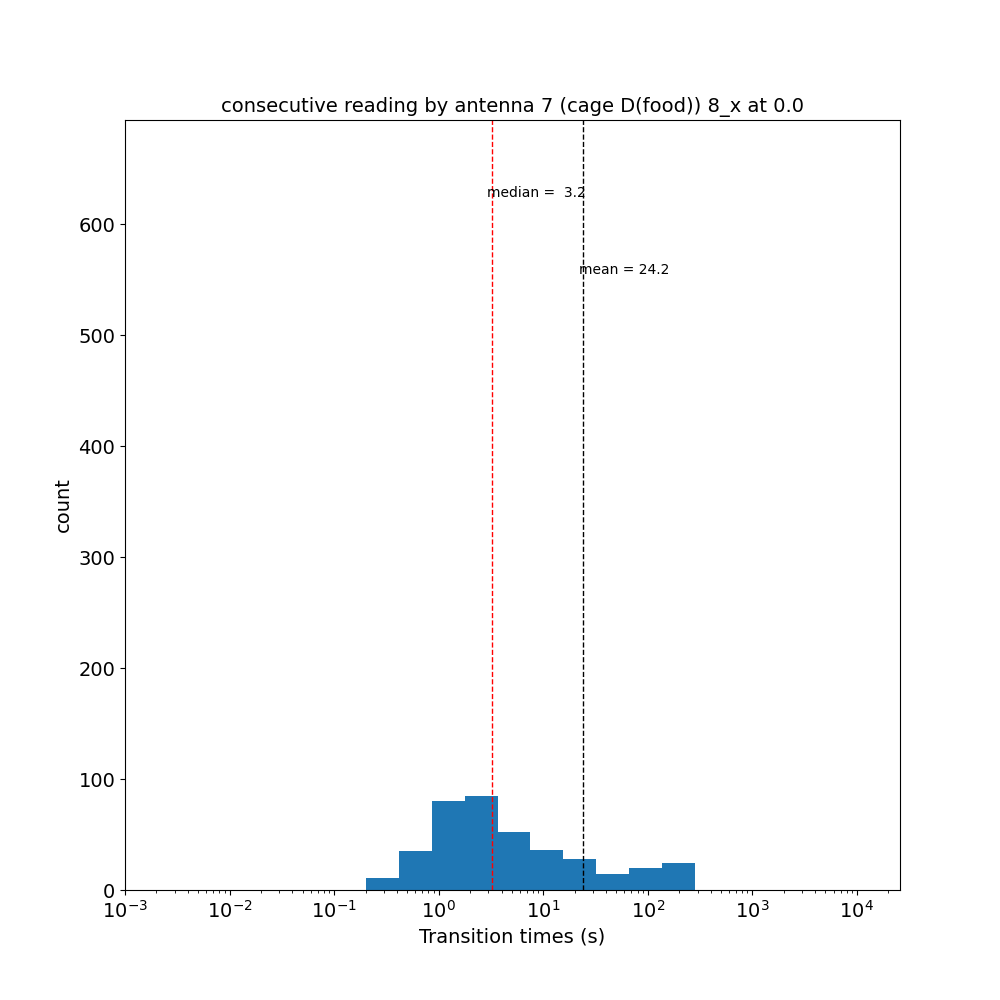 consecutive reading by antenna 7 (cage D(food)) 8_x at 0.0
median =  3.2
mean = 24.2
600
500
400
300
200
100
0
count
10⁻³ 10⁻² 10⁻¹ 10⁰ 10¹ 10² 10³ 10⁴
Transition times (s)